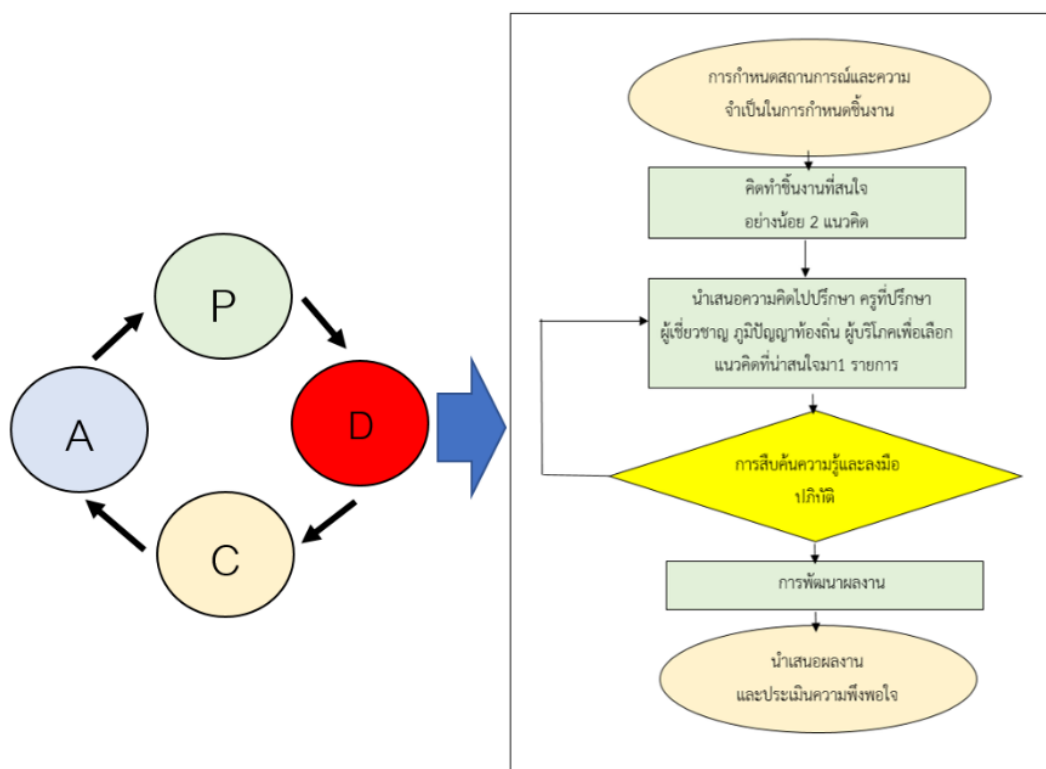 P
D
C
A
การกำหนดสถานการณ์และความ
จำเป็นในการกำหนดชิ้นงาน
คิดทำชิ้นงานที่สนใจ
อย่างน้อย 2 แนวคิด
นำเสนอความคิดไปปรึกษา ครูที่ปรึกษา
ผู้เชี่ยวชาญ ภูมิปัญญาท้องถิ่น ผู้บริโภคเพื่อเลือก
แนวคิดที่น่าสนใจมา1 รายการ
การสืบค้นความรู้และลงมือ
ปฏิบัติ
การพัฒนาผลงาน
นำเสนอผลงาน
และประเมินความพึงพอใจ